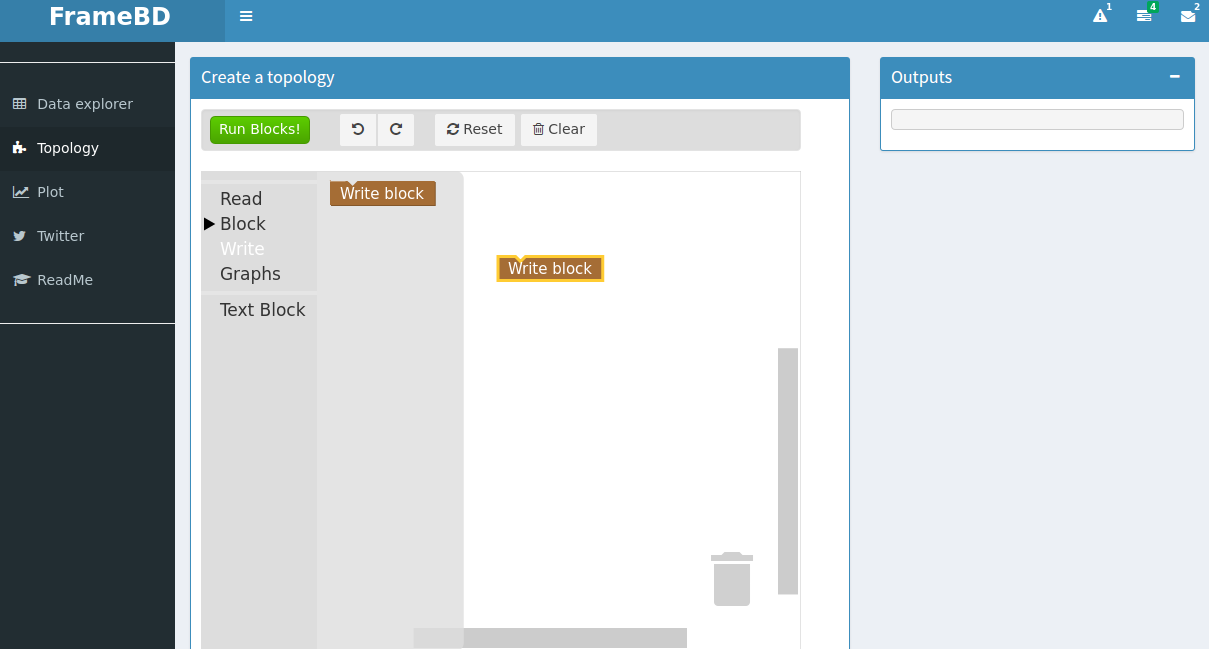 FrameBD
1
4
2
Data explorer
Topology
Plot
Twitter
ReadMe
Create a topology
Run Blocks!
Reset
Clear
Read
Block
Write
Graphs
Text Block
Write block
Write block
Outputs